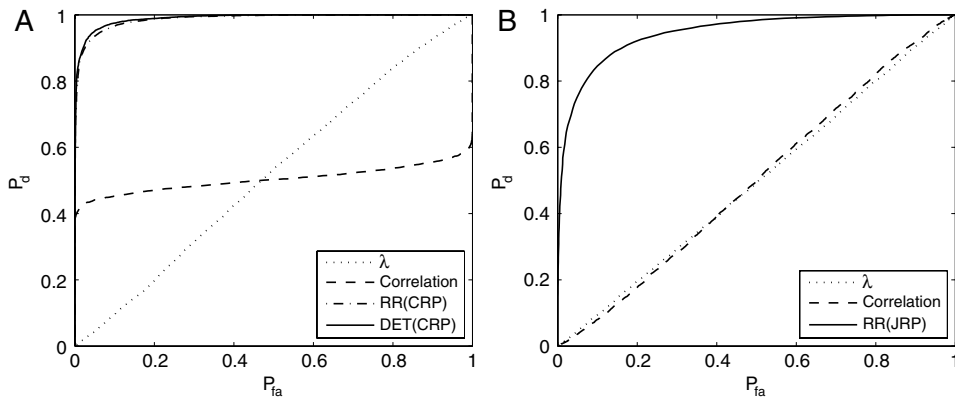 A
1
0.8
0.6
0.4
0.2
0
P_d
0 0.2 0.4 0.6 0.8 1
P_fa
λ
Correlation
RR(CRP)
DET(CRP)
B
1
0.8
0.6
0.4
0.2
0
P_d
0 0.2 0.4 0.6 0.8 1
P_fa
λ
Correlation
RR(JRP)